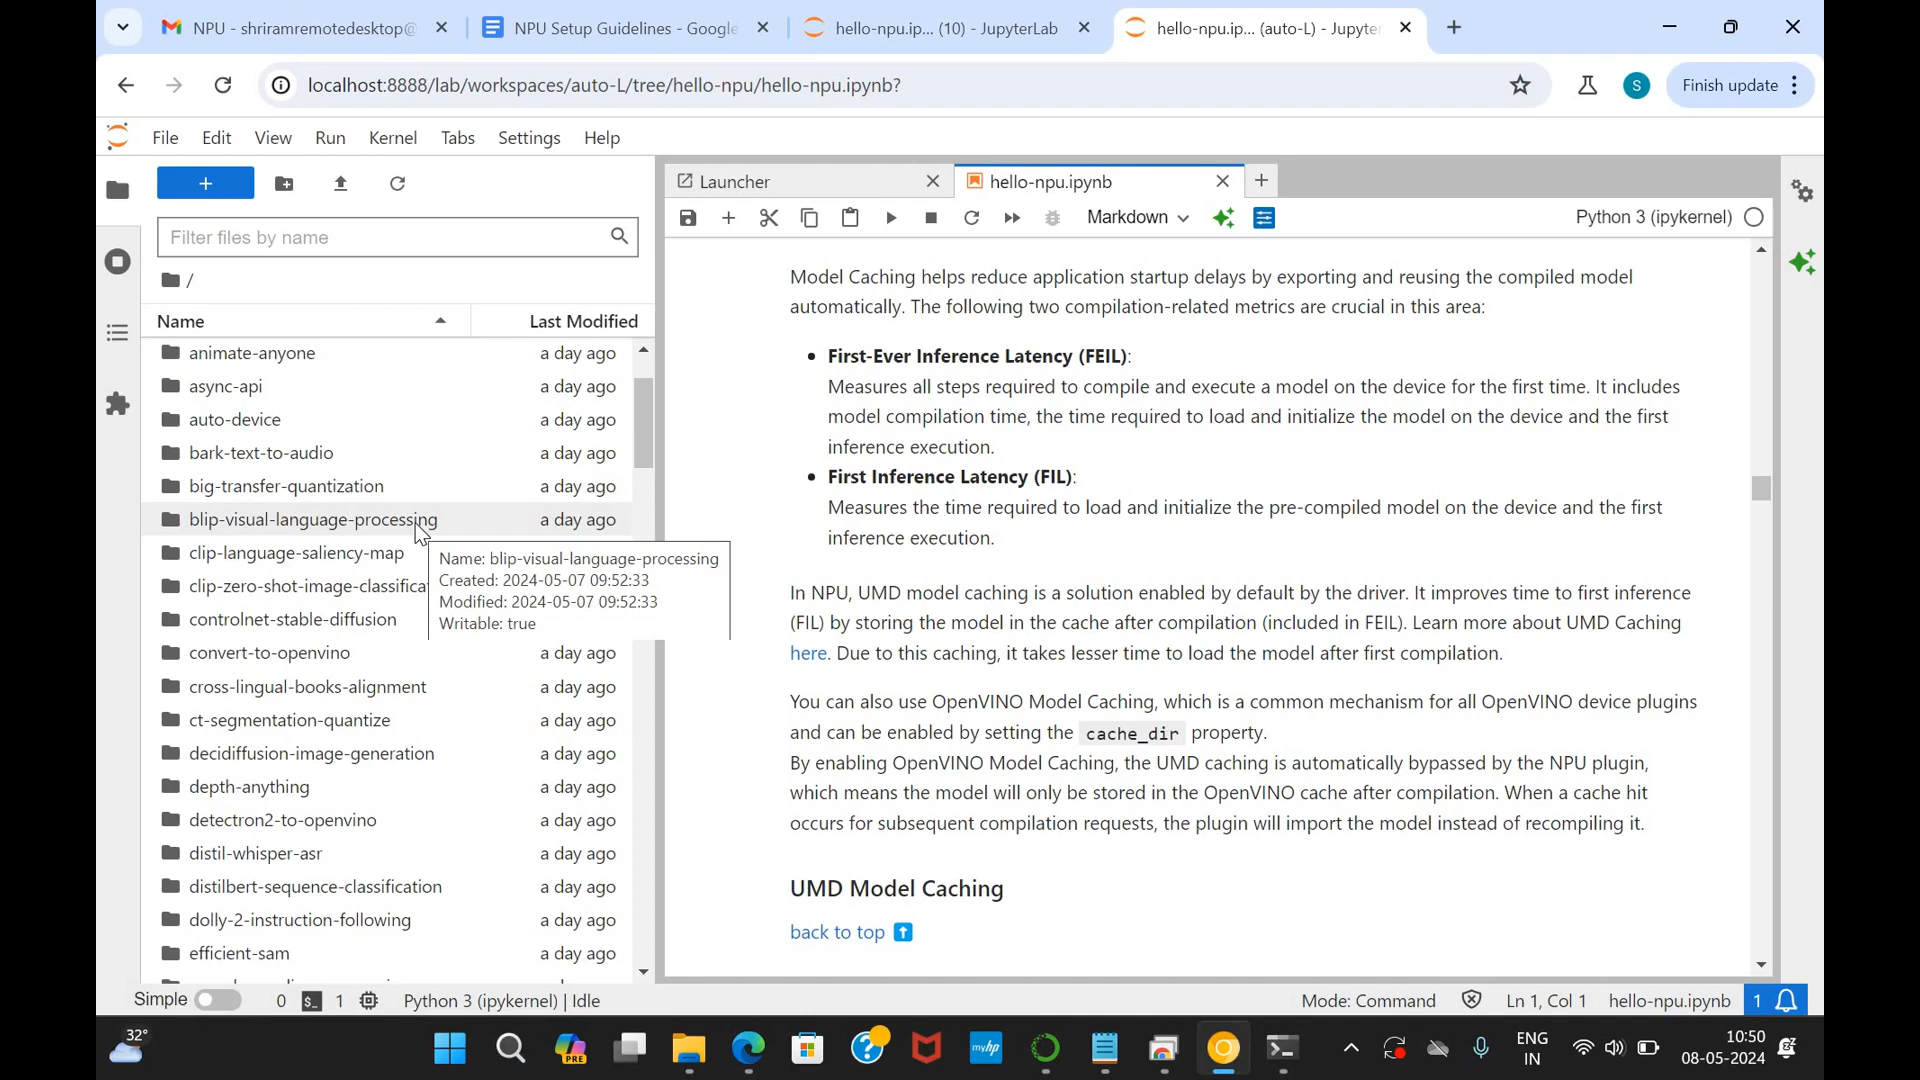 NPU - shriramremotedesktop@
NPU Setup Guidelines - Google
hello-npu.ip... (10) - JupyterLab
hello-npu.ip... (auto-L) - Jupyter
localhost:8888/lab/workspaces/auto-L/tree/hello-npu/hello-npu.ipynb?
S
Finish update
File Edit View Run Kernel Tabs Settings Help
Filter files by name
/
Name Last Modified
animate-anyone a day ago
async-api a day ago
auto-device a day ago
bark-text-to-audio a day ago
big-transfer-quantization a day ago
blip-visual-language-processing a day ago
clip-language-saliency-map
clip-zero-shot-image-classificat
controlnet-stable-diffusion
convert-to-openvino a day ago
cross-lingual-books-alignment a day ago
ct-segmentation-quantize a day ago
decidiffusion-image-generation a day ago
depth-anything a day ago
detectron2-to-openvino a day ago
distil-whisper-asr a day ago
distilbert-sequence-classification a day ago
dolly-2-instruction-following a day ago
efficient-sam a day ago
Name: blip-visual-language-processing
Created: 2024-05-07 09:52:33
Modified: 2024-05-07 09:52:33
Writable: true
Launcher
hello-npu.ipynb
Markdown
Python 3 (ipykernel)
Model Caching helps reduce application startup delays by exporting and reusing the compiled model
automatically. The following two compilation-related metrics are crucial in this area:
• First-Ever Inference Latency (FEIL):
Measures all steps required to compile and execute a model on the device for the first time. It includes
model compilation time, the time required to load and initialize the model on the device and the first
inference execution.
• First Inference Latency (FIL):
Measures the time required to load and initialize the pre-compiled model on the device and the first
inference execution.
In NPU, UMD model caching is a solution enabled by default by the driver. It improves time to first inference
(FIL) by storing the model in the cache after compilation (included in FEIL). Learn more about UMD Caching
here. Due to this caching, it takes lesser time to load the model after first compilation.
You can also use OpenVINO Model Caching, which is a common mechanism for all OpenVINO device plugins
and can be enabled by setting the cache_dir property.
By enabling OpenVINO Model Caching, the UMD caching is automatically bypassed by the NPU plugin,
which means the model will only be stored in the OpenVINO cache after compilation. When a cache hit
occurs for subsequent compilation requests, the plugin will import the model instead of recompiling it.
UMD Model Caching
back to top
Simple 0 $_ 1 Python 3 (ipykernel) | Idle
Mode: Command Ln 1, Col 1 hello-npu.ipynb 1
32°
PRE
myhp
ENG
IN
10:50
08-05-2024